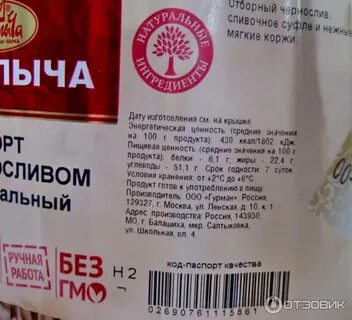 Отборный чернослив,
сливочное суфле и нежные
мягкие коржи.
НАТУРАЛЬНЫЕ
ИНГРЕДИЕНТЫ
ЛЫЧА
ОРТ
ОСЛИВОМ
альный
Дату изготовления см. на крышке
Энергетическая ценность (средние значения
на 100 г продукта): 430 ккал/1802 кДж
Пищевая ценность (средние значения на 100 г
продукта): белки - 6,1 г; жиры - 22,4 г;
углеводы - 51,1 г. Срок годности: 7 суток
Условия хранения: от +2°С до +6°С
Продукт готов к употреблению в пищу.
ПРОИЗВЕДЕНО: ООО «Гурман», Россия,
129327, г. Москва, ул. Ленская, д. 10, к. 1
Адрес производства: Россия, 143930,
МО, г. Балашиха, мкр. Салтыковка,
ул. Школьная, вл. 4
РУЧНАЯ
РАБОТА
БЕЗ
ГМО
Н 2
код-паспорт качества
02690761115861
ОТЗОВИК